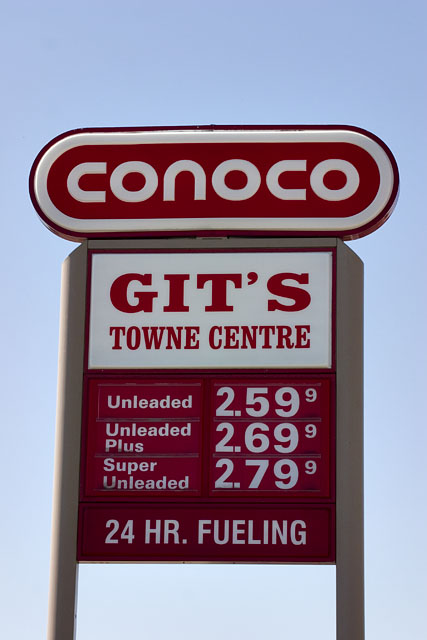 conoco
GIT'S
TOWNE CENTRE
Unleaded 2.59 9
Unleaded Plus 2.69 9
Super Unleaded 2.79 9
24 HR. FUELING